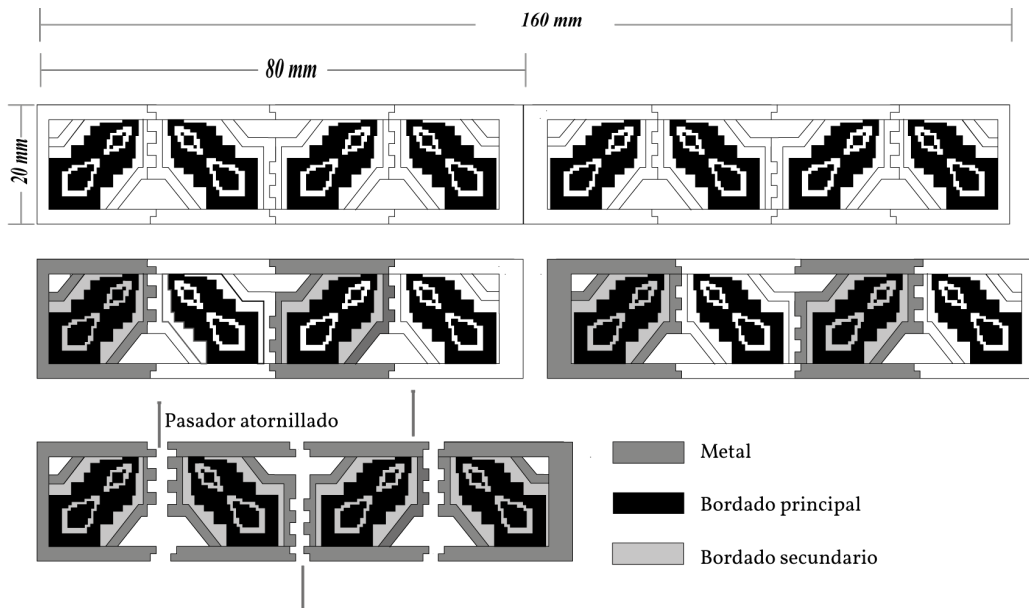 160 mm
80 mm
20 mm
Pasador atornillado
Metal
Bordado principal
Bordado secundario